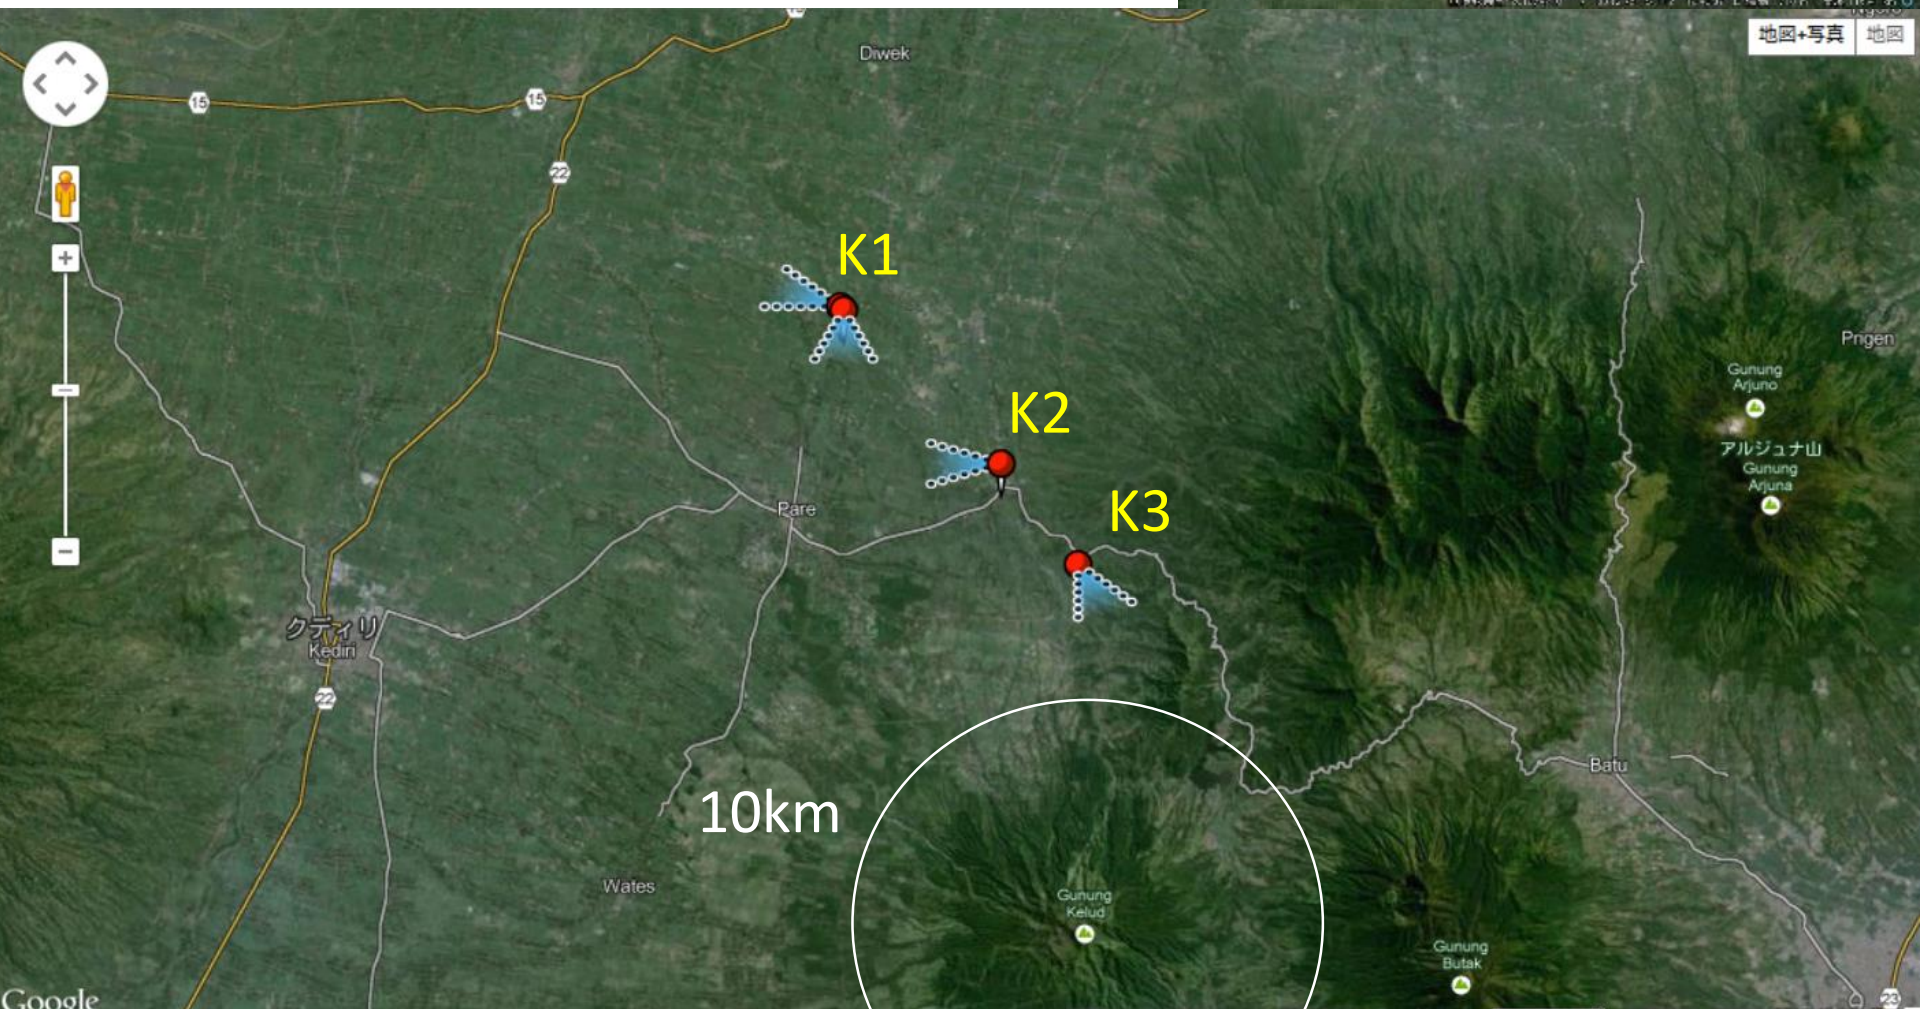 地図+写真 地図
Diwek
15
15
22
K1
Prigen
Gunung
Arjuno
K2
アルジュナ山
Gunung
Arjuna
K3
Pare
クディリ
Kediri
22
Batu
10km
Wates
Gunung
Kelud
Gunung
Butak
Google
23